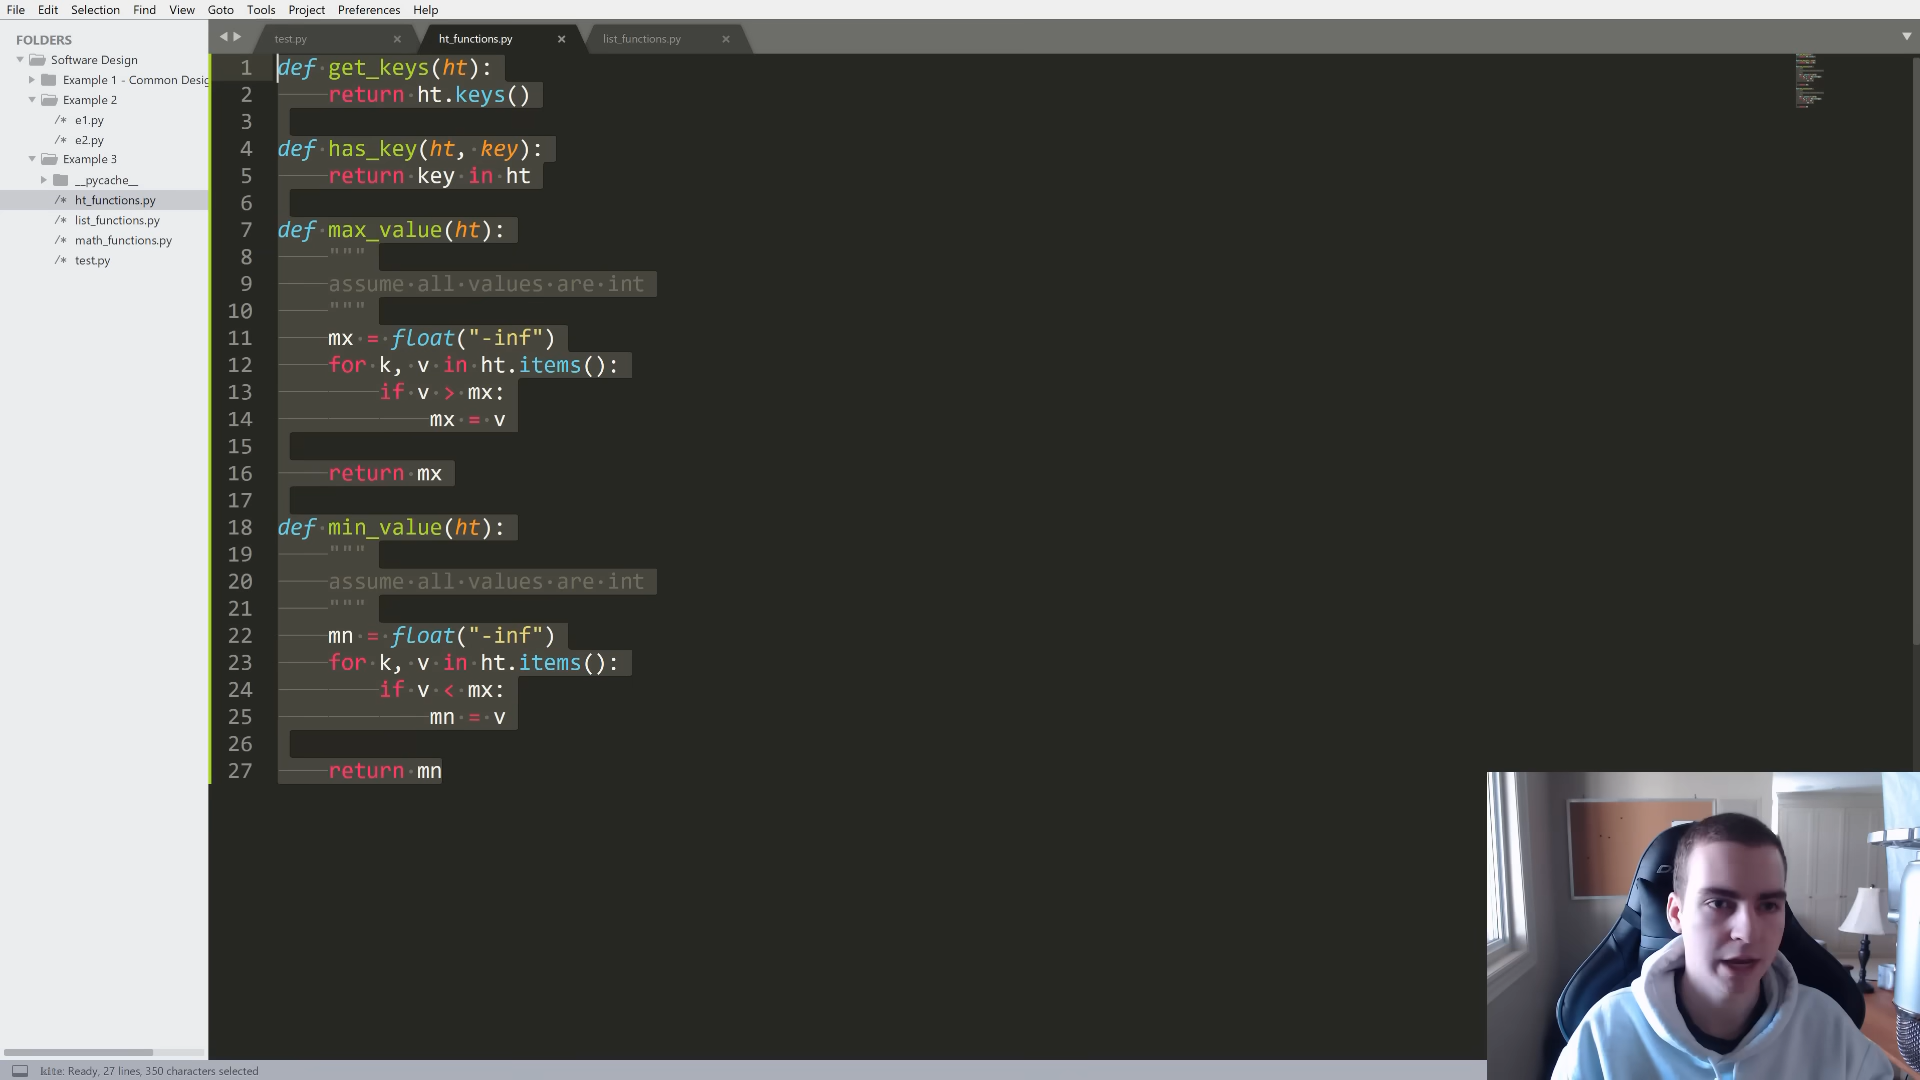 File Edit Selection Find View Goto Tools Project Preferences Help
FOLDERS
Software Design
Example 1 - Common Desig
Example 2
e1.py
e2.py
Example 3
__pycache__
ht_functions.py
list_functions.py
math_functions.py
test.py
test.py × ht_functions.py × list_functions.py ×
1 def get_keys(ht):
2 return ht.keys()
3
4 def has_key(ht, key):
5 return key in ht
6
7 def max_value(ht):
8 """
9 assume all values are int
10 """
11 mx = float("-inf")
12 for k, v in ht.items():
13 if v > mx:
14 mx = v
15
16 return mx
17
18 def min_value(ht):
19 """
20 assume all values are int
21 """
22 mn = float("-inf")
23 for k, v in ht.items():
24 if v < mx:
25 mn = v
26
27 return mn
kite: Ready, 27 lines, 350 characters selected